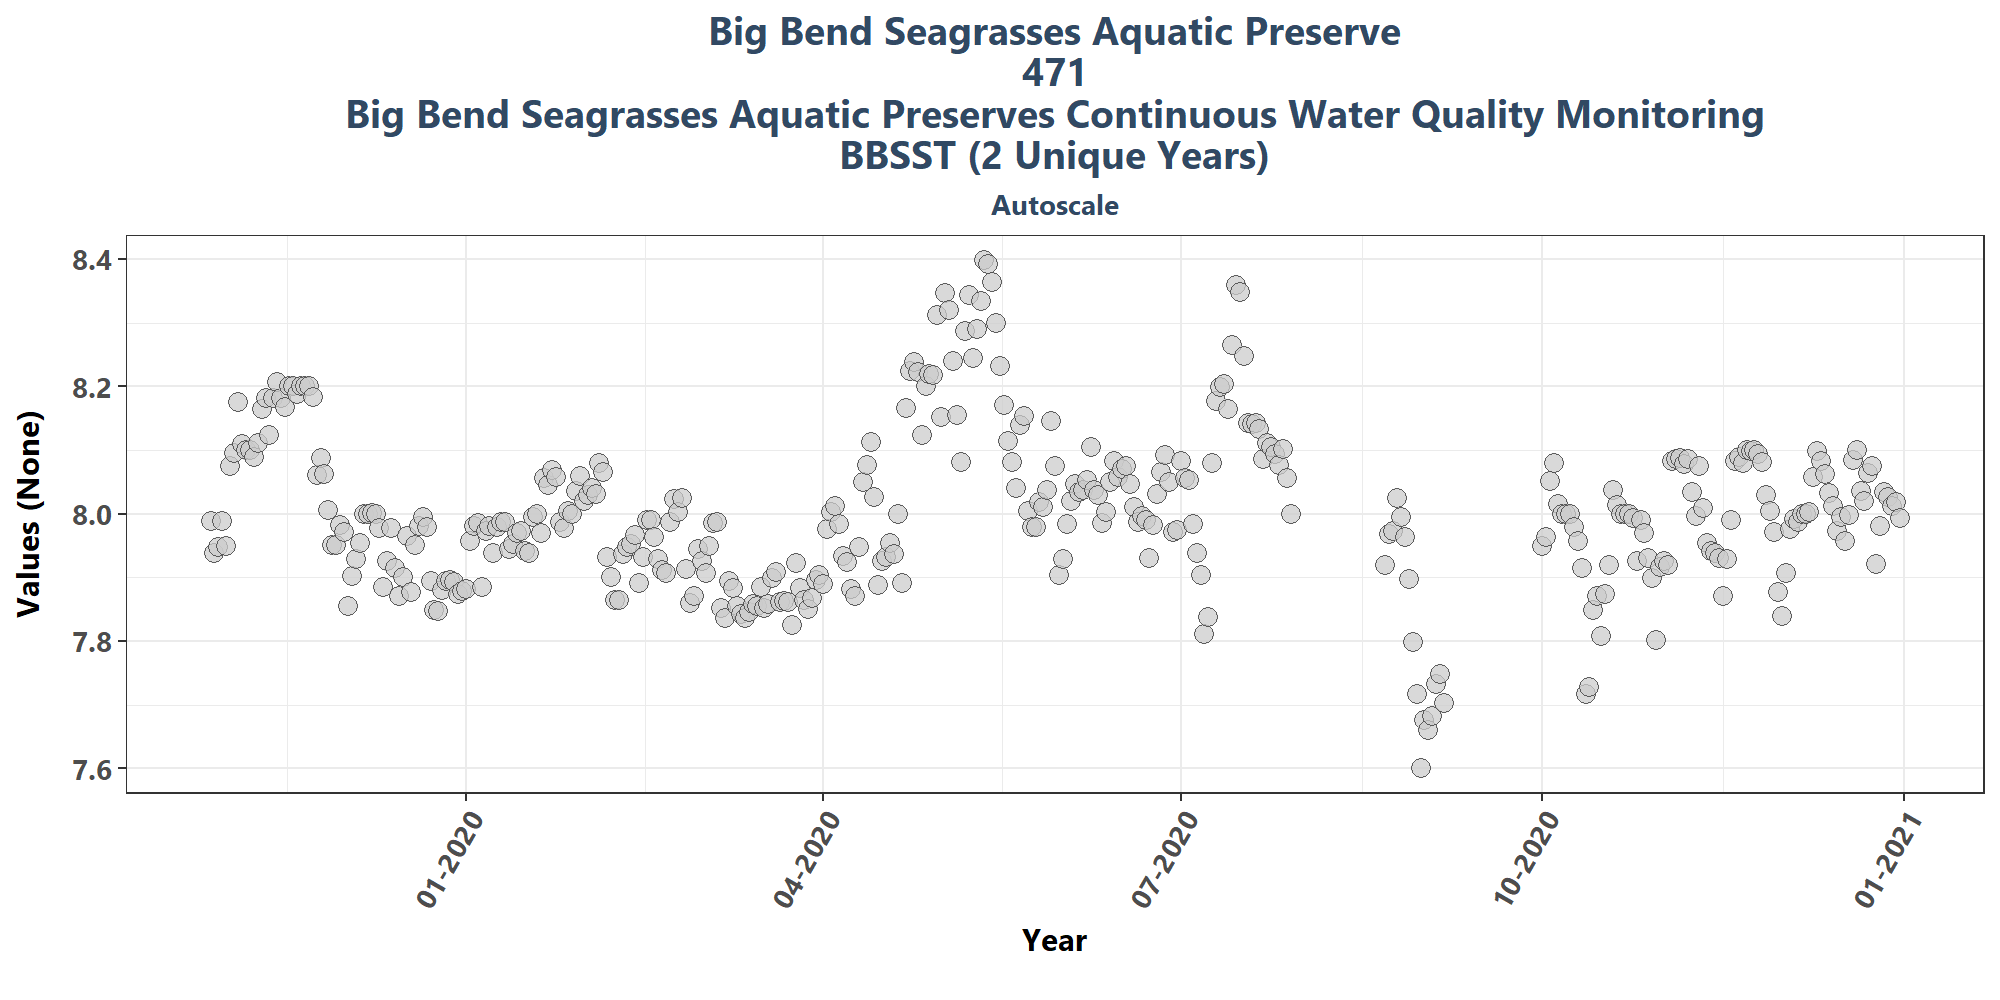 Big Bend Seagrasses Aquatic Preserve
471
Big Bend Seagrasses Aquatic Preserves Continuous Water Quality Monitoring
BBSST (2 Unique Years)
Autoscale
Values (None)
8.4
8.2
8.0
7.8
7.6
01-2020
04-2020
07-2020
10-2020
01-2021
Year